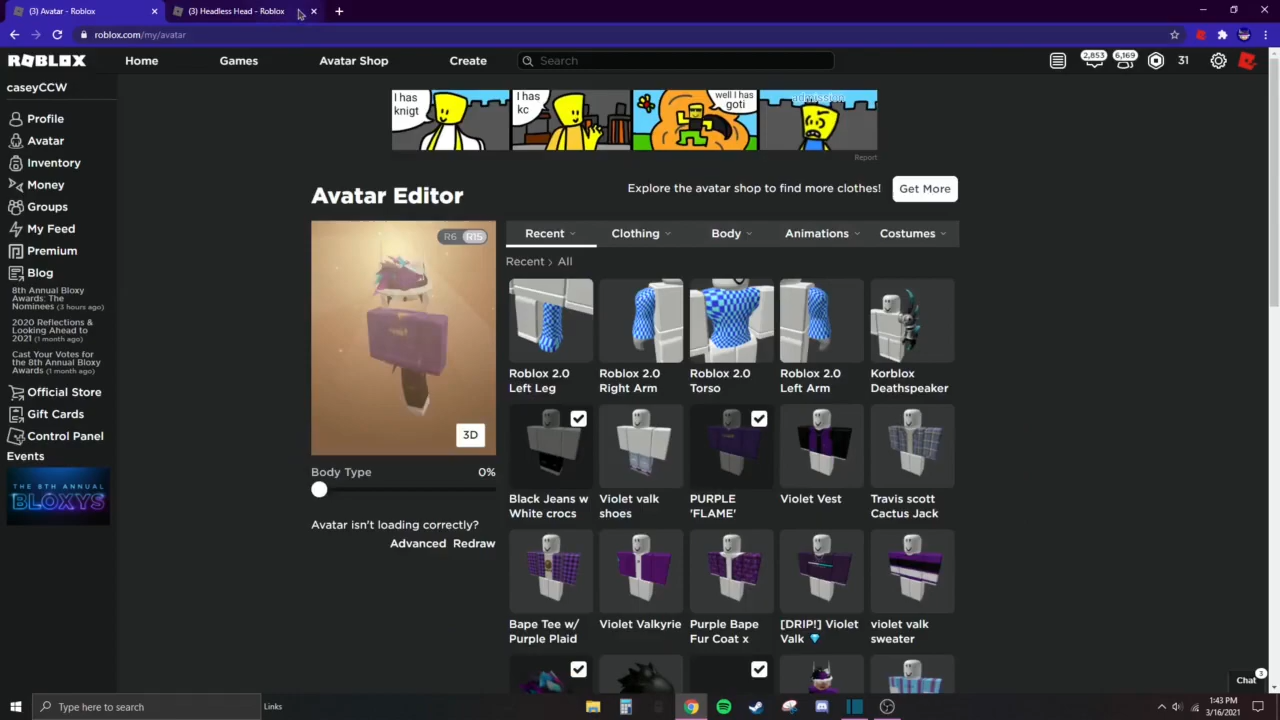 (3) Avatar - Roblox
(3) Headless Head - Roblox
roblox.com/my/avatar
ROBLOX
Home
Games
Avatar Shop
Create
Search
2,853
6,169
31
caseyCCW
Profile
Avatar
Inventory
Money
Groups
My Feed
Premium
Blog
8th Annual Bloxy
Awards: The
Nominees (3 hours ago)
2020 Reflections &
Looking Ahead to
2021 (1 month ago)
Cast Your Votes for
the 8th Annual Bloxy
Awards (1 month ago)
Official Store
Gift Cards
Control Panel
Events
THE 8TH ANNUAL
BLOXYS
I has
knigt
I has
kc
well I has
goti
admission
Report
Avatar Editor
Explore the avatar shop to find more clothes!
Get More
R6 R15
3D
Body Type 0%
Avatar isn't loading correctly?
Advanced Redraw
Recent
Clothing
Body
Animations
Costumes
Recent > All
Roblox 2.0
Left Leg
Roblox 2.0
Right Arm
Roblox 2.0
Torso
Roblox 2.0
Left Arm
Korblox
Deathspeaker
Black Jeans w
White crocs
Violet valk
shoes
PURPLE
'FLAME'
Violet Vest
Travis scott
Cactus Jack
Bape Tee w/
Purple Plaid
Violet Valkyrie
Purple Bape
Fur Coat x
[DRIP!] Violet
Valk 💎
violet valk
sweater
Chat
3
Type here to search
Links
1:43 PM
3/16/2021